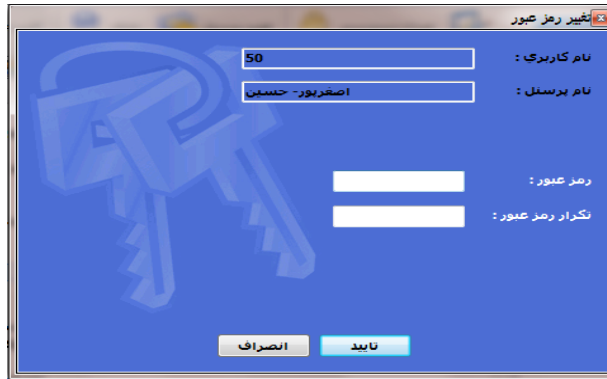 تغییر رمز عبور
نام کاربری : 50
نام پرسنل : اصغرپور- حسین
رمز عبور :
تکرار رمز عبور :
تایید انصراف